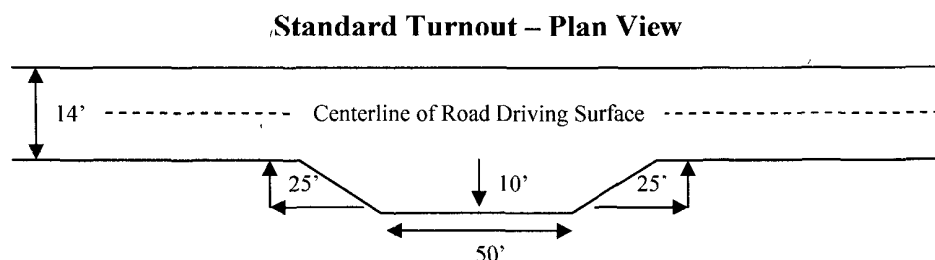 Standard Turnout – Plan View
14’
Centerline of Road Driving Surface
25’
10’
25’
50’